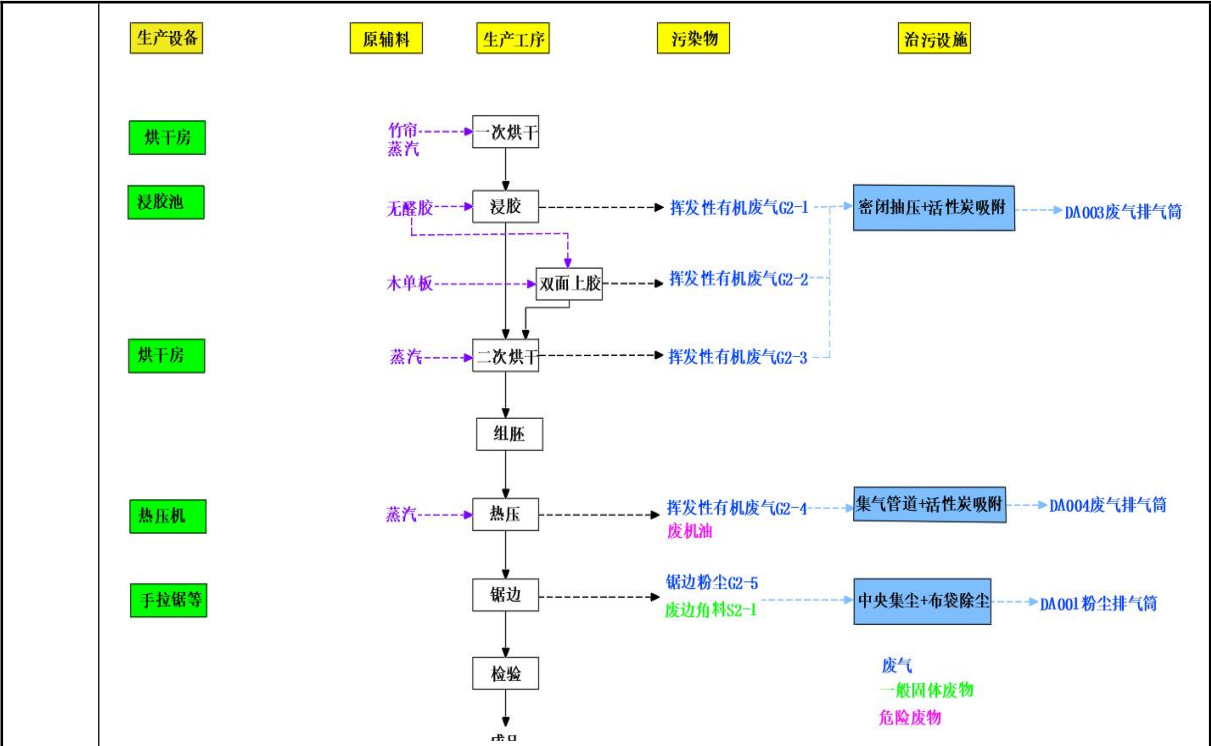 生产设备 原辅料 生产工序 污染物 治污设施
烘干房 竹帘 一次烘干
蒸汽
浸胶池 无醛胶 浸胶 挥发性有机废气G2-1 密闭抽压+活性炭吸附 DA003废气排气筒
木单板 双面上胶 挥发性有机废气G2-2
烘干房 蒸汽 二次烘干 挥发性有机废气G2-3
组胚
热压机 蒸汽 热压 挥发性有机废气G2-4 集气管道+活性炭吸附 DA004废气排气筒
废机油
手拉锯等 锯边 锯边粉尘G2-5 中央集尘+布袋除尘 DA001粉尘排气筒
废边角料S2-1
检验 废气
一般固体废物
危险废物